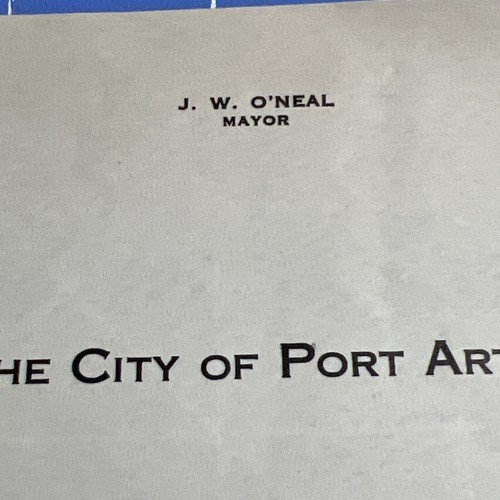 J. W. O'NEAL
MAYOR
HE CITY OF PORT ART